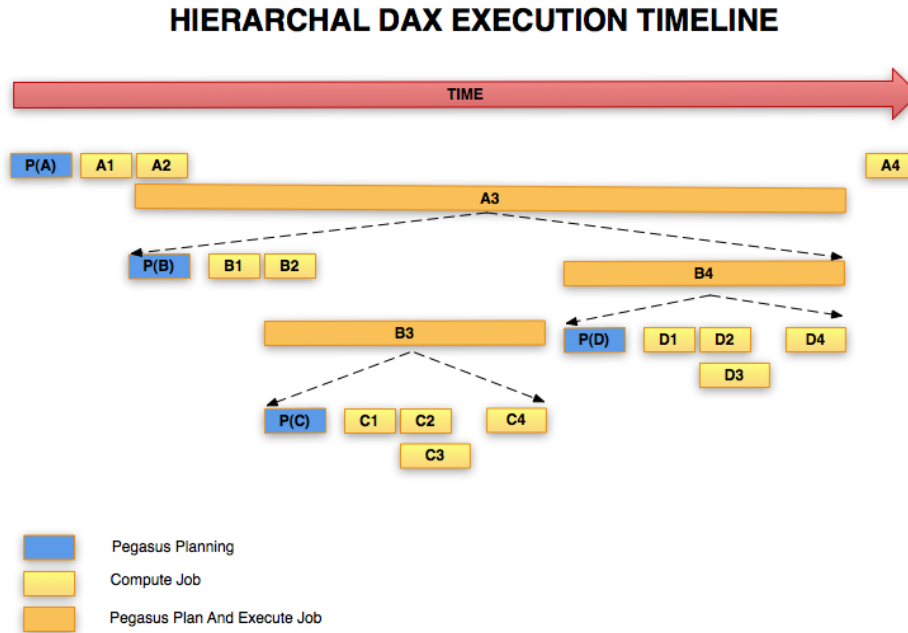 HIERARCHAL DAX EXECUTION TIMELINE
TIME
P(A) A1 A2 A4
A3
P(B) B1 B2
B4
B3
P(D) D1 D2 D4
D3
P(C) C1 C2 C4
C3
Pegasus Planning
Compute Job
Pegasus Plan And Execute Job